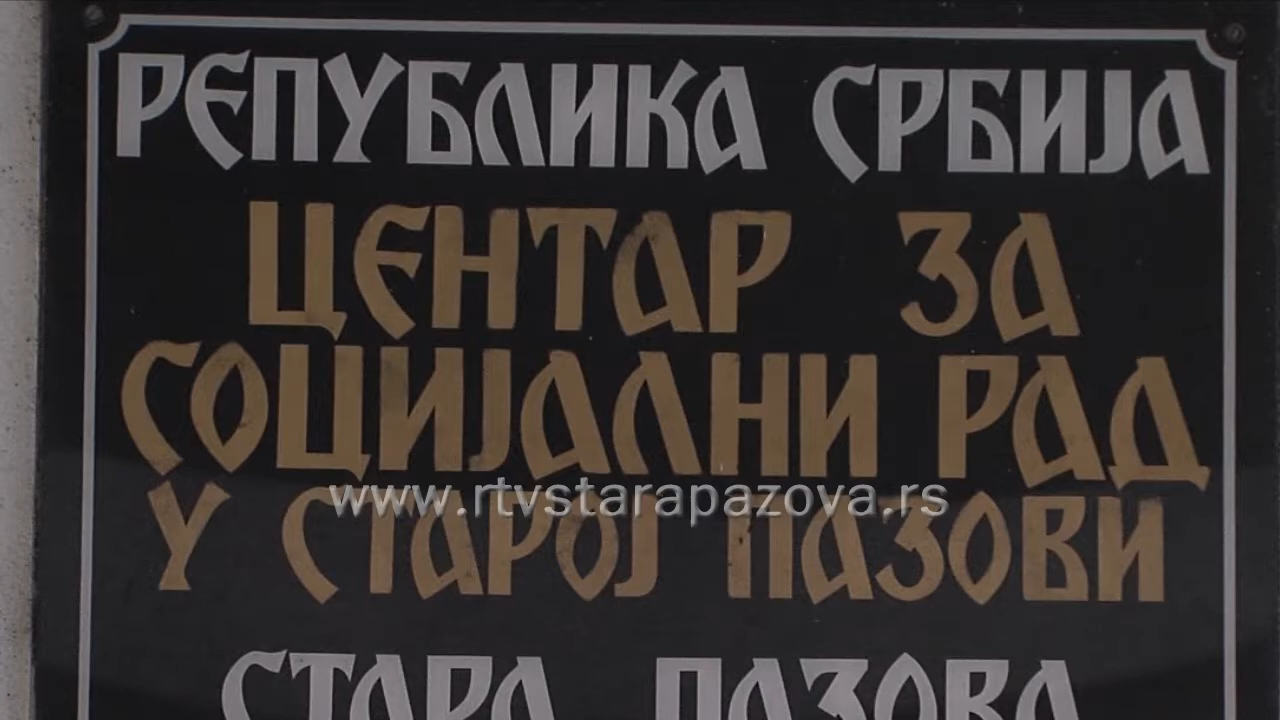 РЕПУБЛИКА СРБИЈА
ЦЕНТАР ЗА
СОЦИЈАЛНИ РАД
www.rtvstarapazova.rs
У СТАРОЈ ПАЗОВИ
СТАРА ПАЗОВА